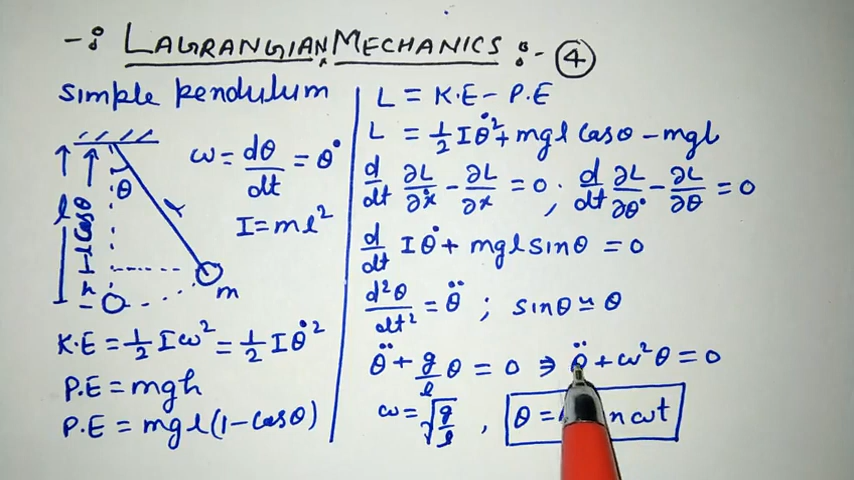 -: LAGRANGIAN MECHANICS :- ④
simple pendulum
ω = dθ/dt = θ̇
I = ml²
θ
l
l
l cosθ
h
m
K.E = 1/2 Iω² = 1/2 Iθ̇²
P.E = mgh
P.E = mgl(1-cosθ)
L = K.E - P.E
L = 1/2 Iθ̇² + mgl cosθ - mgl
d/dt ∂L/∂ẋ - ∂L/∂x = 0 ; d/dt ∂L/∂θ̇ - ∂L/∂θ = 0
d/dt Iθ̇ + mgl sinθ = 0
d²θ/dt² = θ̈ ; sinθ ≃ θ
θ̈ + g/l θ = 0 ⇒ θ̈ + ω²θ = 0
ω = √g/l , θ = n ωt